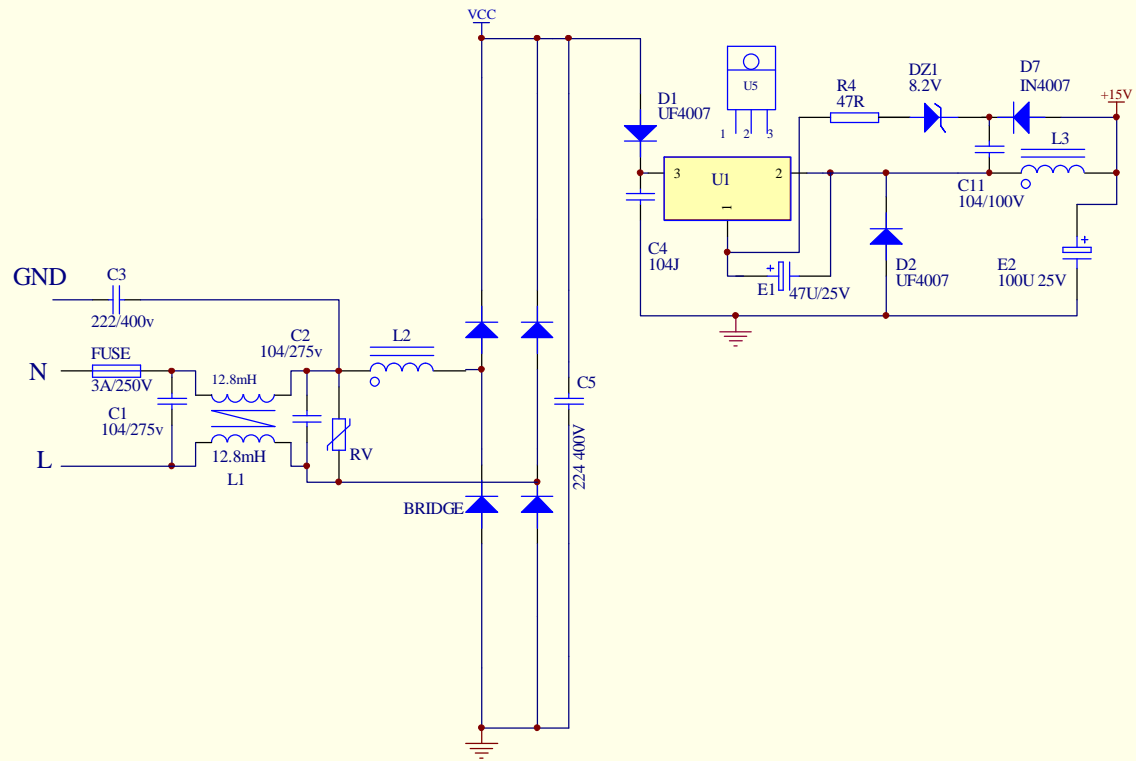 VCC
D1
UF4007
U5
1 2 3
R4
47R
DZ1
8.2V
D7
IN4007
+15V
L3
3
U1
2
1
C11
104/100V
C4
104J
+
E1
47U/25V
D2
UF4007
+
E2
100U 25V
GND
C3
222/400v
C2
104/275v
L2
N
FUSE
3A/250V
12.8mH
C1
104/275v
L
12.8mH
L1
RV
C5
224 400V
BRIDGE